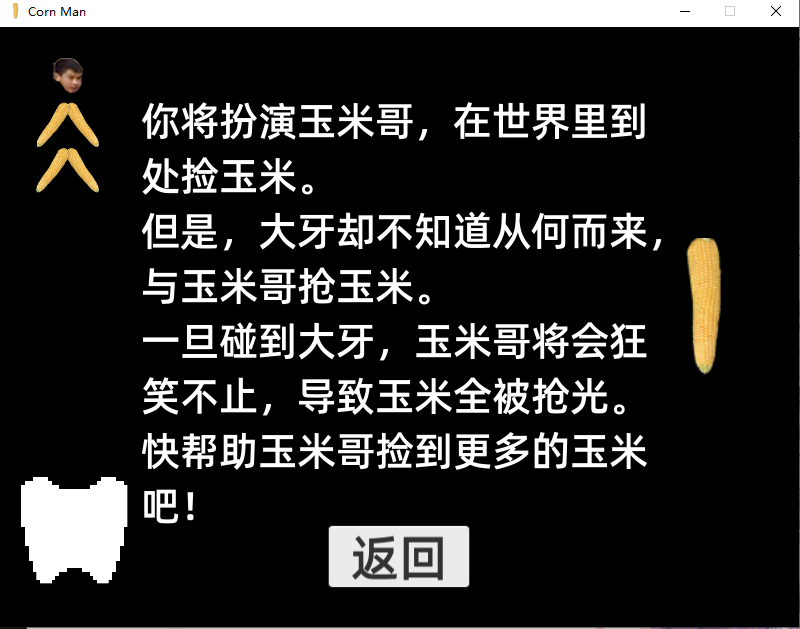 Corn Man
你将扮演玉米哥，在世界里到
处捡玉米。
但是，大牙却不知道从何而来，
与玉米哥抢玉米。
一旦碰到大牙，玉米哥将会狂
笑不止，导致玉米全被抢光。
快帮助玉米哥捡到更多的玉米
吧！
返回